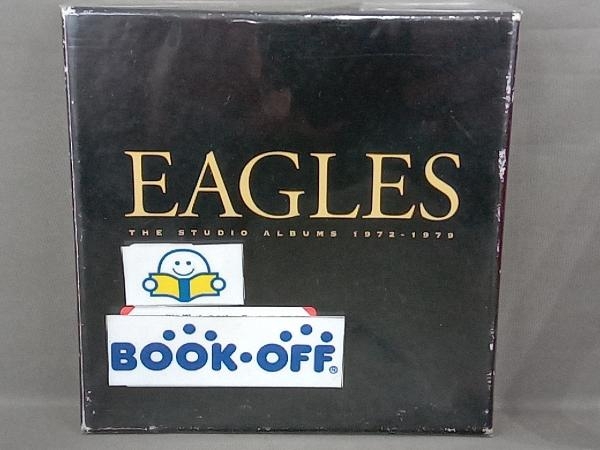 EAGLES
THE STUDIO ALBUMS 1972-1979
BOOK·OFF®